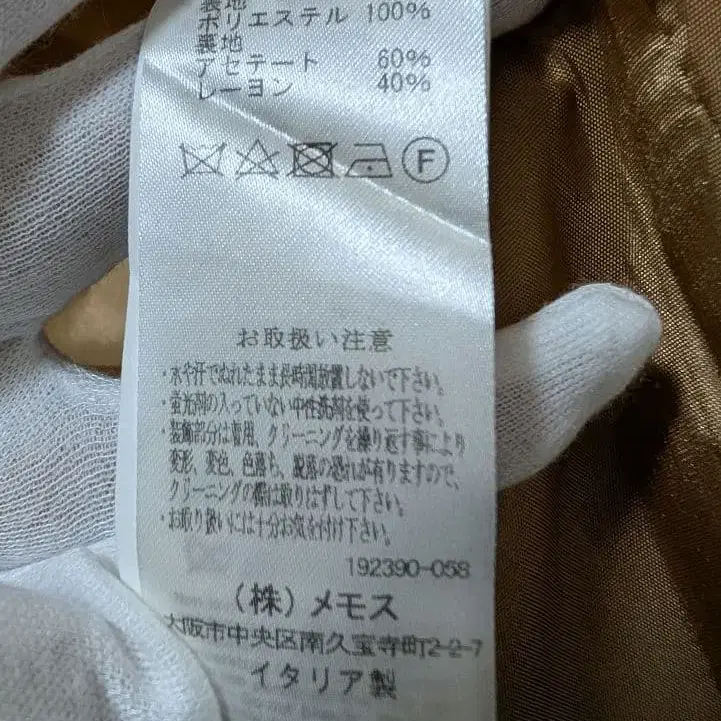 表地
ポリエステル 100%
裏地
アセテート 60%
レーヨン 40%
F
お取扱い注意
・水や汗でぬれたまま長時間放置しないで下さい。
・蛍光剤の入っていない中性洗剤を使って下さい。
・装飾部分は着用、クリーニングを繰り返す事により
変形、変色、色落ち、脱落の恐れが有りますので、
クリーニングの際は取りはずして下さい。
・お取り扱いには十分お気を付け下さい。
192390-058
(株)メモス
大阪市中央区南久宝寺町2-2-7
イタリア製